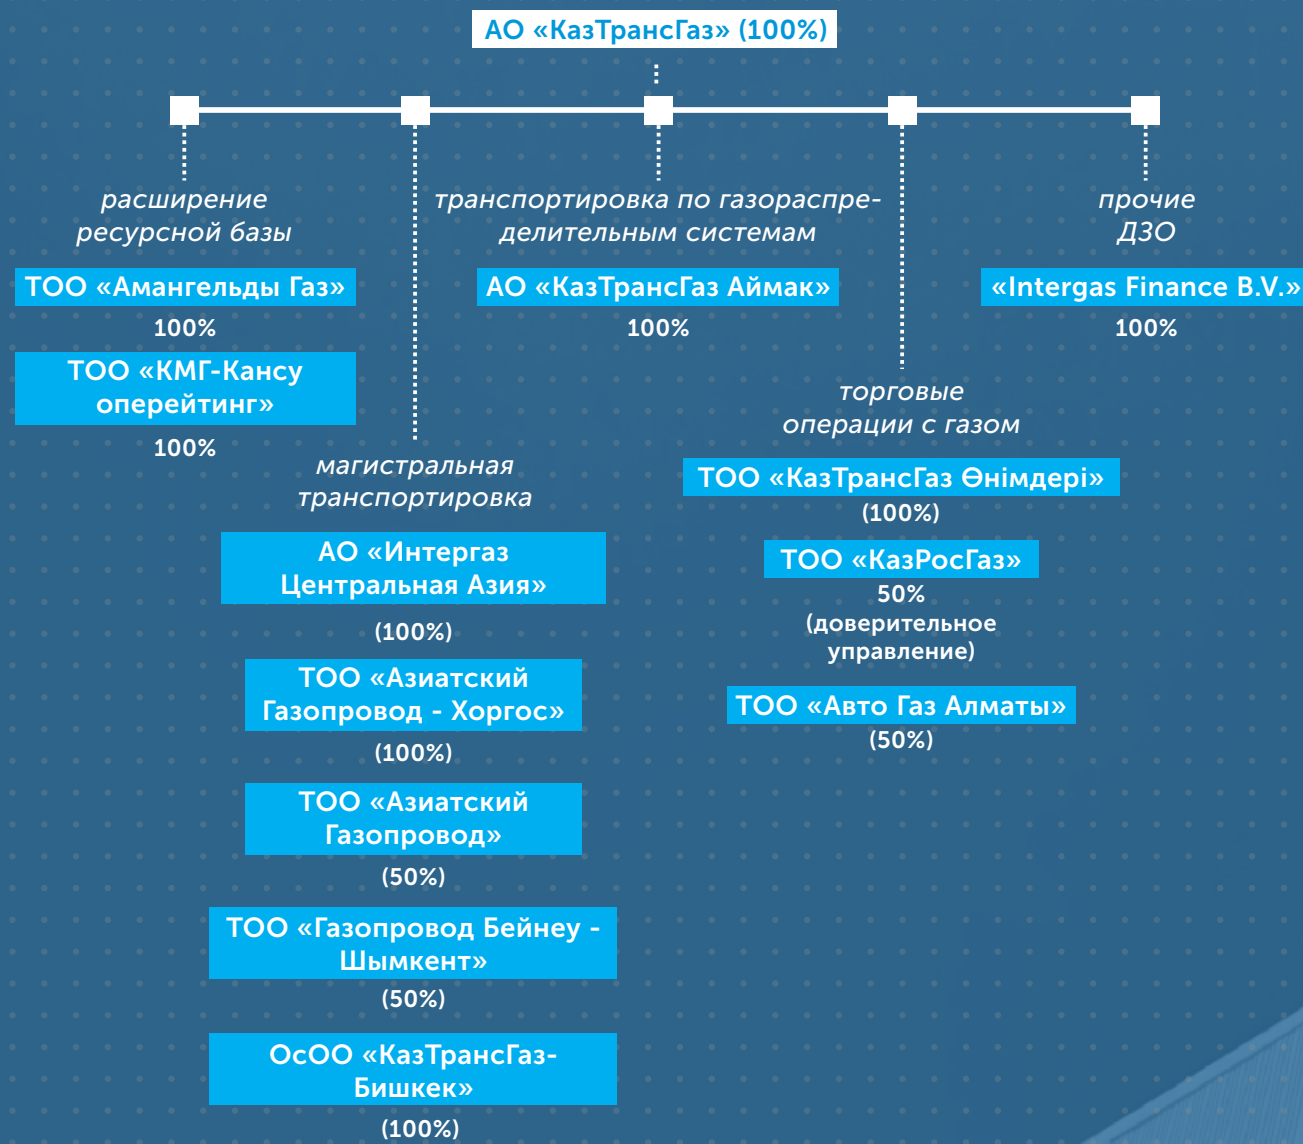 АО «КазТрансГаз» (100%)
расширение
ресурсной базы
ТОО «Амангельды Газ»
100%
ТОО «КМГ-Кансу
оперейтинг»
100%
магистральная
транспортировка
АО «Интергаз
Центральная Азия»
(100%)
ТОО «Азиатский
Газопровод - Хоргос»
(100%)
ТОО «Азиатский
Газопровод»
(50%)
ТОО «Газопровод Бейнеу -
Шымкент»
(50%)
ОсОО «КазТрансГаз-
Бишкек»
(100%)
транспортировка по газораспре-
делительным системам
АО «КазТрансГаз Аймак»
100%
торговые
операции с газом
ТОО «КазТрансГаз Өнімдері»
(100%)
ТОО «КазРосГаз»
50%
(доверительное
управление)
ТОО «Авто Газ Алматы»
(50%)
прочие
ДЗО
«Intergas Finance B.V.»
100%